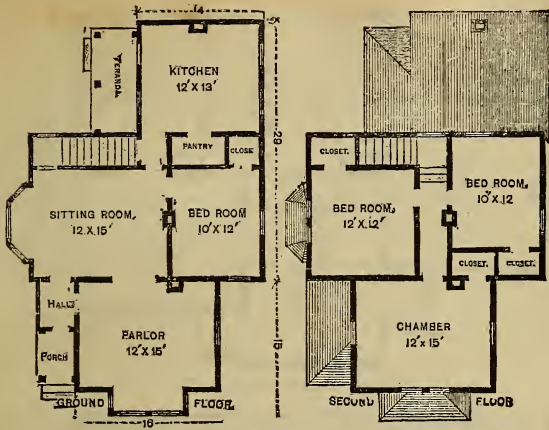 14
KITCHEN
12' X 13'
VERANDA.
29
PANTRY
CLOSE
SITTING ROOM.
12. X. 15'
BED ROOM
10' X 12'
HALL
PORCH
PARLOR
12' X 15'
15
GROUND FLOOR.
16
CLOSET.
BED ROOM.
12' X. 12'
BED ROOM.
10' X 12
CLOSET.
CLOSET.
CHAMBER
12' X 15'
SECOND FLOOR